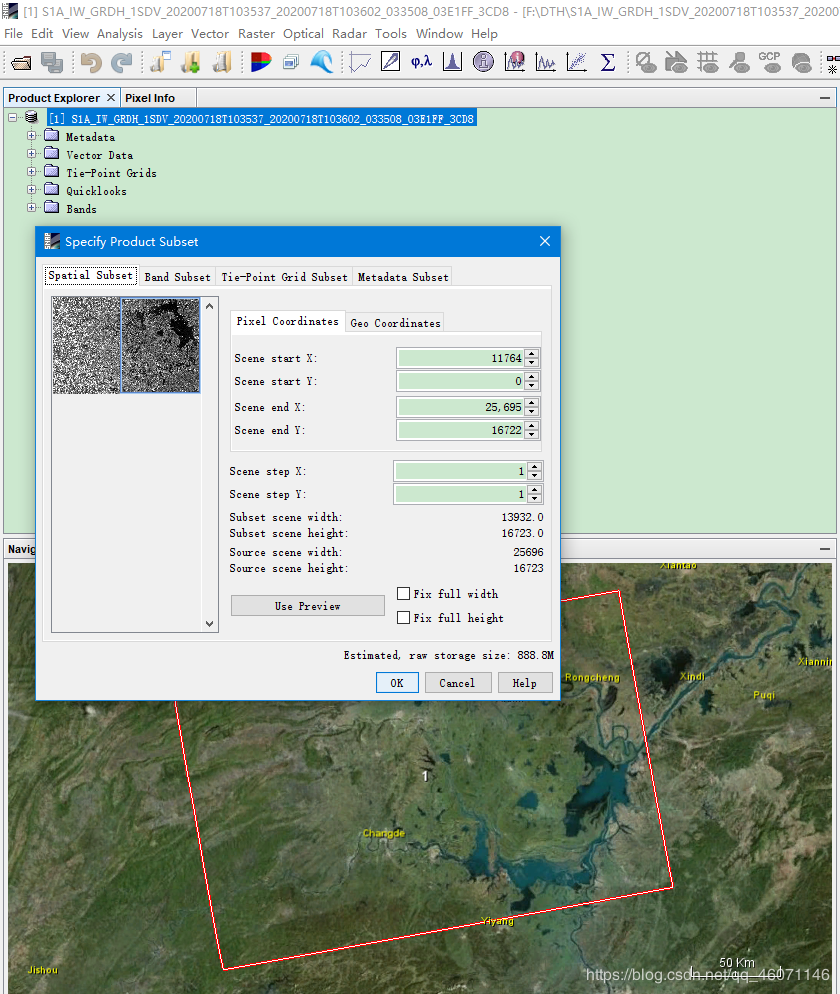 [1] S1A_IW_GRDH_1SDV_20200718T103537_20200718T103602_033508_03E1FF_3CD8 - [F:\DTH\S1A_IW_GRDH_1SDV_20200718T103537_2020
File Edit View Analysis Layer Vector Raster Optical Radar Tools Window Help
φ,λ Σ GCP
Product Explorer × Pixel Info
[1] S1A_IW_GRDH_1SDV_20200718T103537_20200718T103602_033508_03E1FF_3CD8
Metadata
Vector Data
Tie-Point Grids
Quicklooks
Bands
SNAP Specify Product Subset
Spatial Subset Band Subset Tie-Point Grid Subset Metadata Subset
Pixel Coordinates Geo Coordinates
Scene start X: 11764
Scene start Y: 0
Scene end X: 25,695
Scene end Y: 16722
Scene step X: 1
Scene step Y: 1
Subset scene width: 13932.0
Subset scene height: 16723.0
Source scene width: 25696
Source scene height: 16723
Use Preview
Fix full width
Fix full height
Estimated, raw storage size: 888.8M
OK Cancel Help
Navig
Xiantao
Xiannin
Rongcheng
Xindi
Puqi
1
Changde
Yiyang
Jishou
50 Km
https://blog.csdn.net/qq_46071146